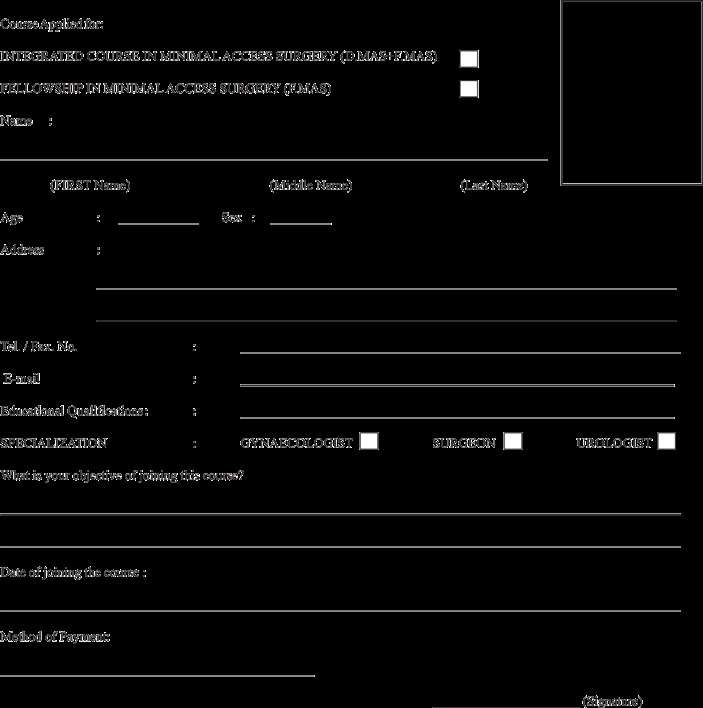 Course Applied for:
INTEGRATED COURSE IN MINIMAL ACCESS SURGERY (D.MAS+F.MAS)
FELLOWSHIP IN MINIMAL ACCESS SURGERY (F.MAS)
Name :
(FIRST Name) (Middle Name) (Last Name)
Age : Sex :
Address :
Tel. / Fax. No. :
E-mail :
Educational Qualifications : :
SPECIALIZATION : GYNAECOLOGIST SURGEON UROLOGIST
What is your objective of joining this course?
Date of joining the course :
Method of Payment:
(Signature)